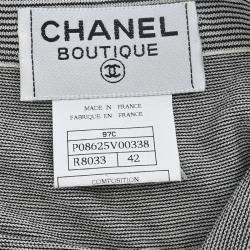 CHANEL
BOUTIQUE
MADE IN FRANCE
FABRIQUE EN FRANCE
97C
P08625V00338
R8033 42
COMPOSITION